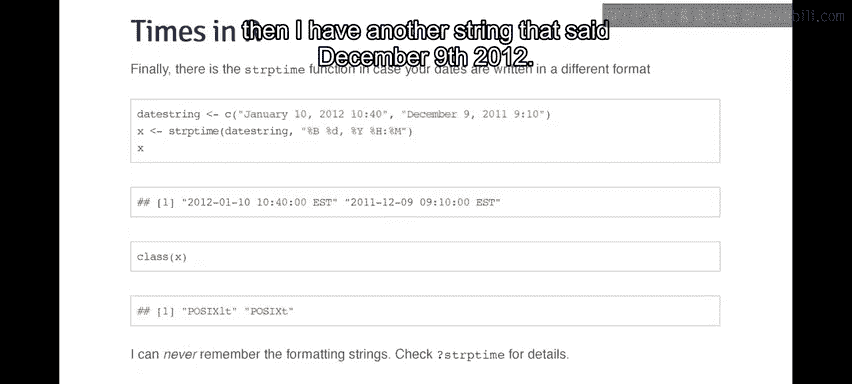 Times in
then I have another string that said
December 9th 2012.
Finally, there is the strptime function in case your dates are written in a different format
datestring <- c("January 10, 2012 10:40", "December 9, 2011 9:10")
x <- strptime(datestring, "%B %d, %Y %H:%M")
x
## [1] "2012-01-10 10:40:00 EST" "2011-12-09 09:10:00 EST"
class(x)
## [1] "POSIXlt" "POSIXt"
I can never remember the formatting strings. Check ?strptime for details.